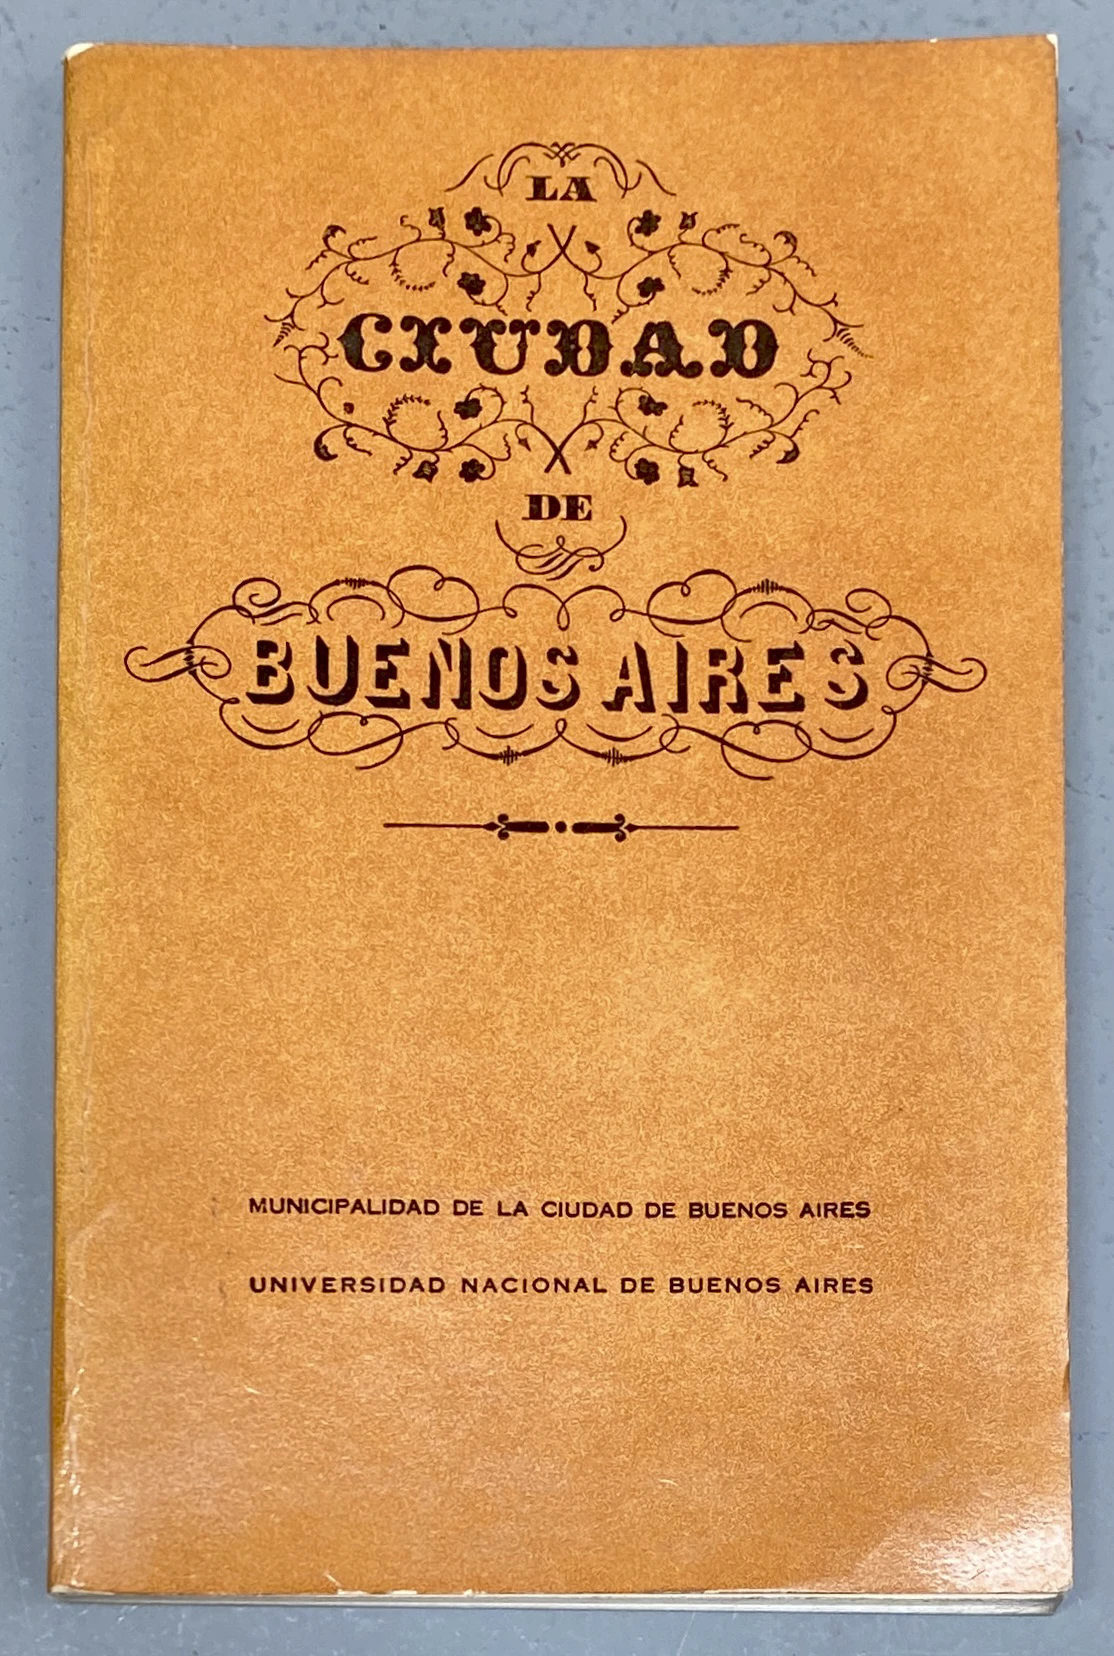 LA
CIUDAD
DE
BUENOS AIRES
MUNICIPALIDAD DE LA CIUDAD DE BUENOS AIRES
UNIVERSIDAD NACIONAL DE BUENOS AIRES